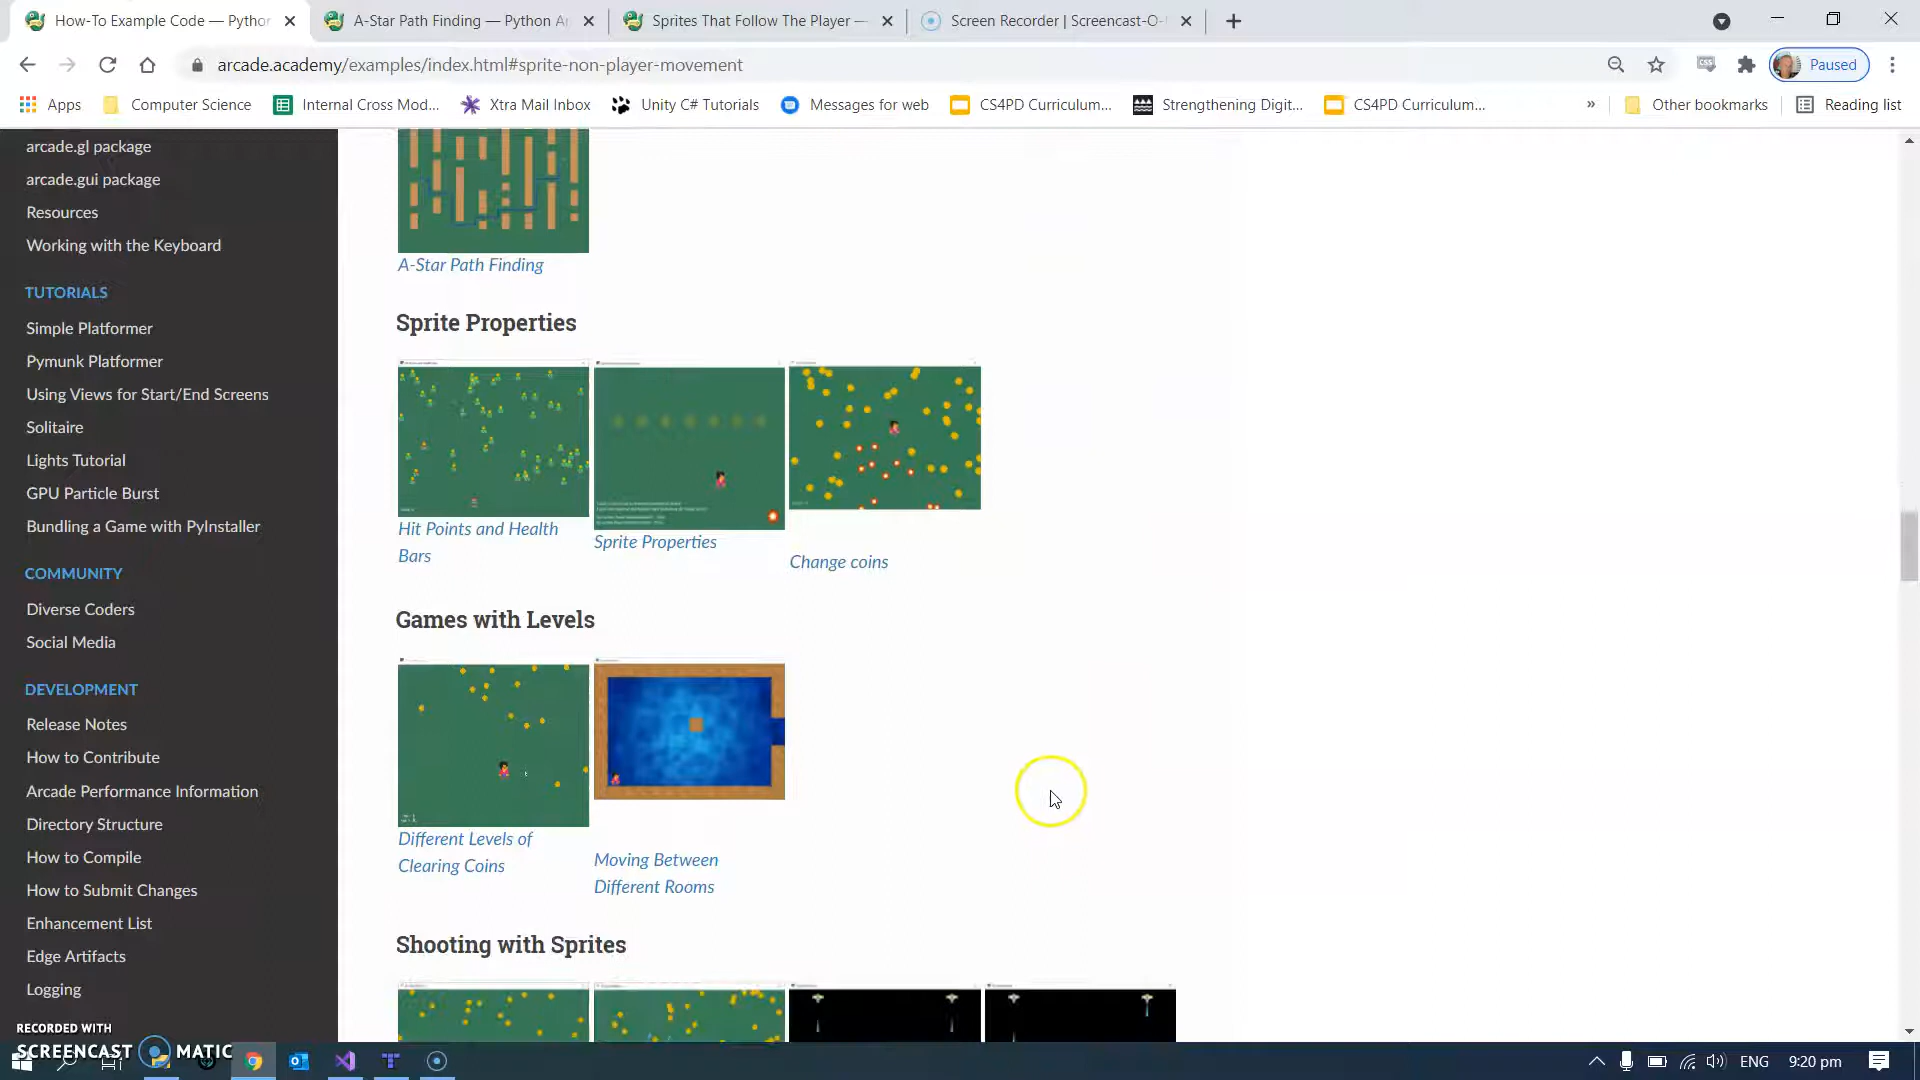 How-To Example Code — Pytho
A-Star Path Finding — Python A
Sprites That Follow The Player —
Screen Recorder | Screencast-O-
arcade.academy/examples/index.html#sprite-non-player-movement
Paused
Apps
Computer Science
Internal Cross Mod...
Xtra Mail Inbox
Unity C# Tutorials
Messages for web
CS4PD Curriculum...
Strengthening Digit...
CS4PD Curriculum...
»
Other bookmarks
Reading list
arcade.gl package
arcade.gui package
Resources
Working with the Keyboard
TUTORIALS
Simple Platformer
Pymunk Platformer
Using Views for Start/End Screens
Solitaire
Lights Tutorial
GPU Particle Burst
Bundling a Game with PyInstaller
COMMUNITY
Diverse Coders
Social Media
DEVELOPMENT
Release Notes
How to Contribute
Arcade Performance Information
Directory Structure
How to Compile
How to Submit Changes
Enhancement List
Edge Artifacts
Logging
A-Star Path Finding
Sprite Properties
Hit Points and Health
Bars
Sprite Properties
Change coins
Games with Levels
Different Levels of
Clearing Coins
Moving Between
Different Rooms
Shooting with Sprites
RECORDED WITH
SCREENCAST MATIC
ENG
9:20 pm